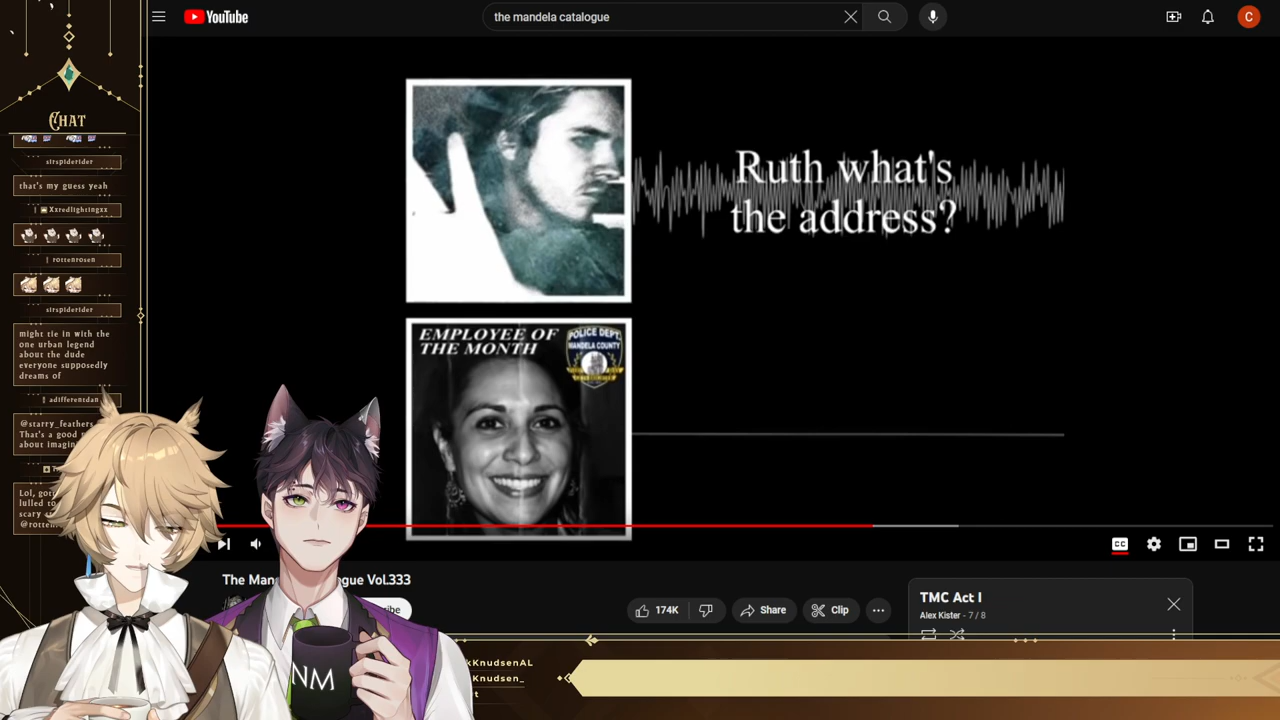 YouTube
the mandela catalogue
C
CHAT
sirspiderider
that's my guess yeah
Xxredlightingxx
rottenrosen
sirspiderider
might tie in with the
one urban legend
about the dude
everyone supposedly
dreams of
adifferentdan
@starry_feathers
That's a good
about imagin
Lol, got
lulled to
scary st
@rotten
Ruth what's
the address?
EMPLOYEE OF
THE MONTH
POLICE DEPT.
MANDELA COUNTY
CC
The Man gue Vol.333
ibe
174K
Share
Clip
TMC Act I
Alex Kister - 7 / 8
NM
kKnudsenAL
Knudsen_
t